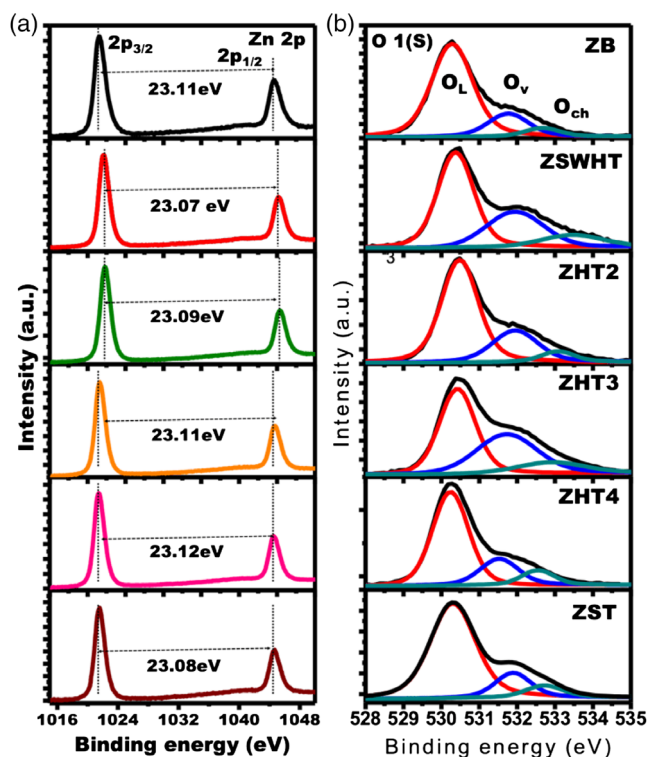 (a)
2p3/2
Zn 2p
2p1/2
23.11eV
23.07 eV
23.09eV
23.11eV
23.12eV
23.08eV
Intensity (a.u.)
1016 1024 1032 1040 1048
Binding energy (eV)
(b)
O 1(S)
ZB
OL
Ov
Och
ZSWHT
3
ZHT2
ZHT3
ZHT4
ZST
Intensity (a.u.)
528 529 530 531 532 533 534 535
Binding energy (eV)